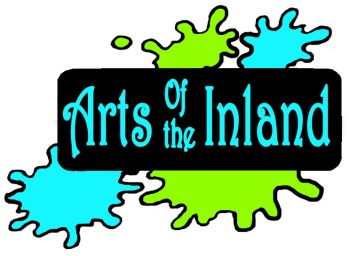 Arts Of the Inland